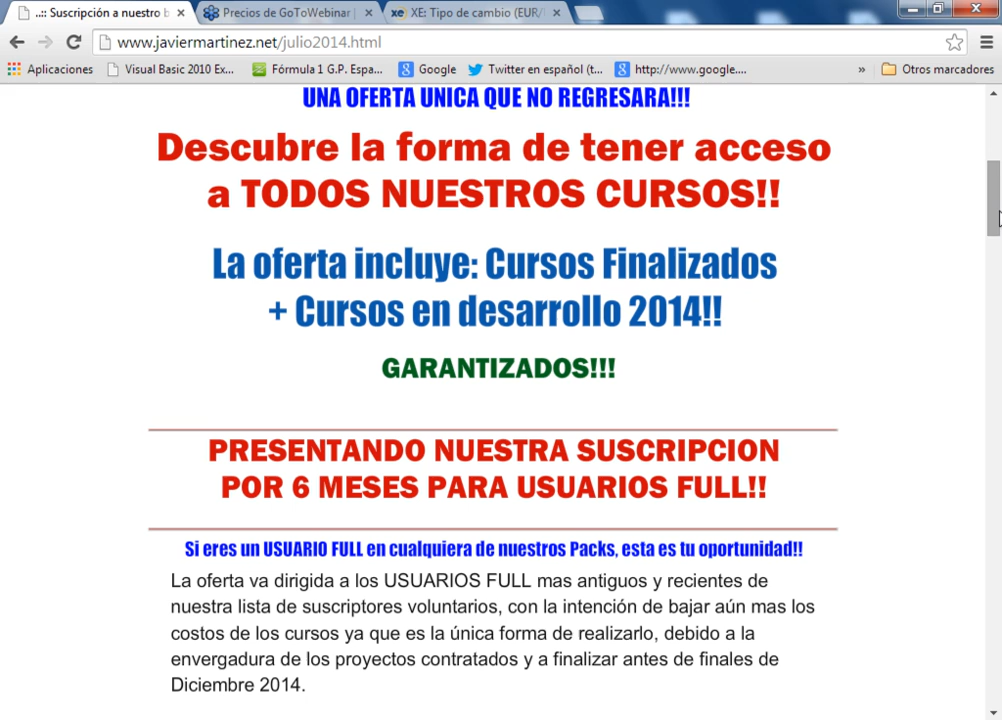 ..:: Suscripción a nuestro b
Precios de GoToWebinar |
XE: Tipo de cambio (EUR/
www.javiermartinez.net/julio2014.html
Aplicaciones
Visual Basic 2010 Ex...
Fórmula 1 G.P. Espa...
Google
Twitter en español (t...
http://www.google....
»
Otros marcadores
UNA OFERTA UNICA QUE NO REGRESARA!!!
Descubre la forma de tener acceso
a TODOS NUESTROS CURSOS!!
La oferta incluye: Cursos Finalizados
+ Cursos en desarrollo 2014!!
GARANTIZADOS!!!
PRESENTANDO NUESTRA SUSCRIPCION
POR 6 MESES PARA USUARIOS FULL!!
Si eres un USUARIO FULL en cualquiera de nuestros Packs, esta es tu oportunidad!!
La oferta va dirigida a los USUARIOS FULL mas antiguos y recientes de
nuestra lista de suscriptores voluntarios, con la intención de bajar aún mas los
costos de los cursos ya que es la única forma de realizarlo, debido a la
envergadura de los proyectos contratados y a finalizar antes de finales de
Diciembre 2014.